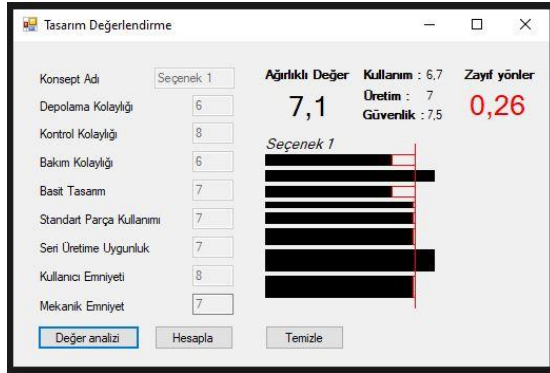 Tasarım Değerlendirme
Konsept Adı Seçenek 1
Depolama Kolaylığı 6
Kontrol Kolaylığı 8
Bakım Kolaylığı 6
Basit Tasarım 7
Standart Parça Kullanımı 7
Seri Üretime Uygunluk 7
Kullanıcı Emniyeti 8
Mekanik Emniyet 7
Ağırlıklı Değer
7,1
Kullanım : 6,7
Üretim : 7
Güvenlik : 7,5
Zayıf yönler
0,26
Seçenek 1
Değer analizi Hesapla Temizle